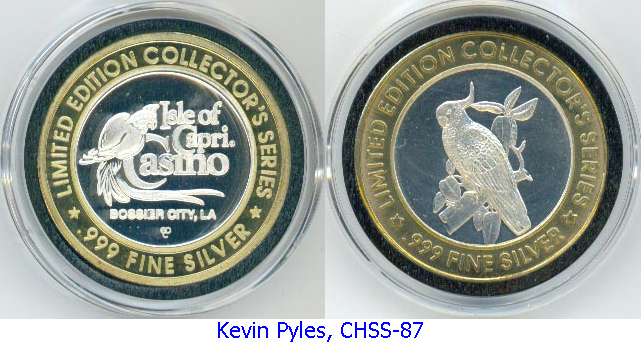 LIMITED EDITION COLLECTOR'S SERIES
Isle of
Capri®
Casino
BOSSIER CITY, LA
★ .999 FINE SILVER ★
LIMITED EDITION COLLECTOR'S SERIES
★ .999 FINE SILVER ★
Kevin Pyles, CHSS-87